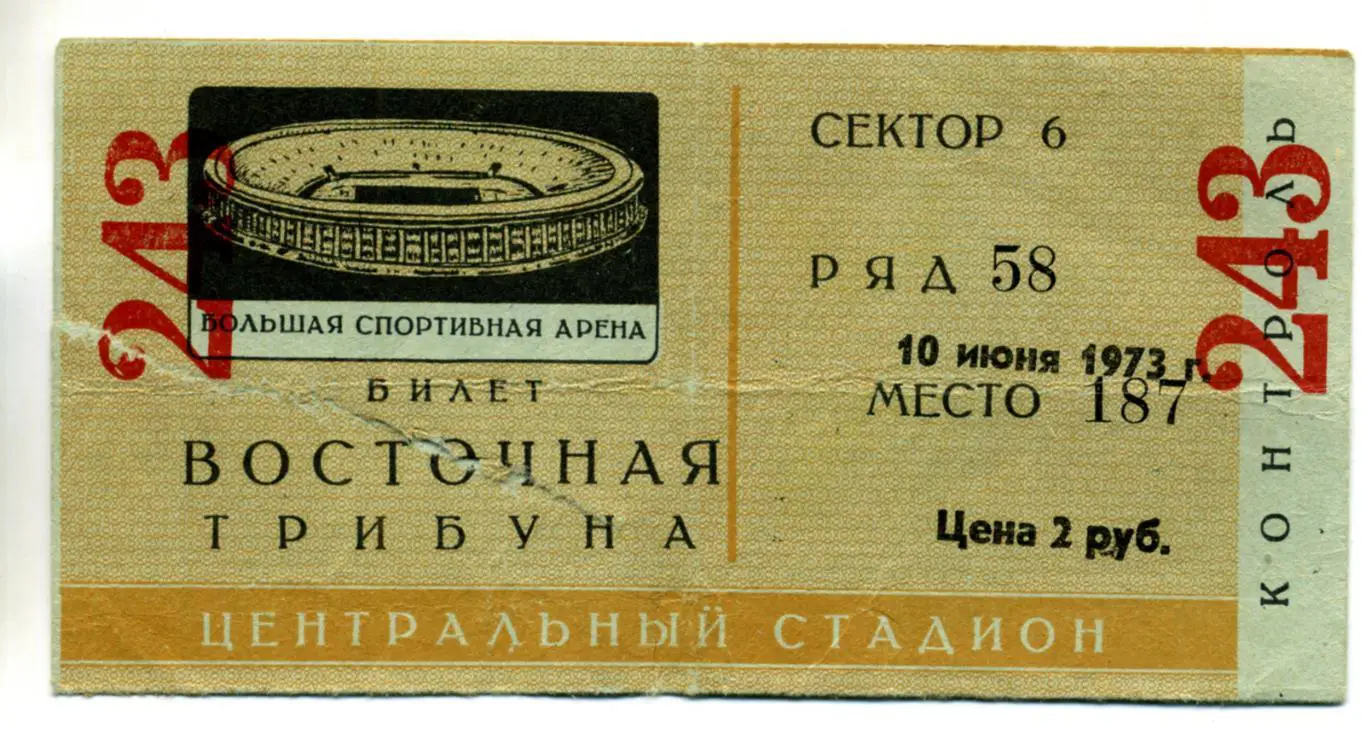 243
БОЛЬШАЯ СПОРТИВНАЯ АРЕНА
БИЛЕТ
ВОСТОЧНАЯ
ТРИБУНА
СЕКТОР 6
РЯД 58
10 июня 1973 г.
МЕСТО 187
Цена 2 руб.
ЦЕНТРАЛЬНЫЙ СТАДИОН
243
КОНТРОЛЬ